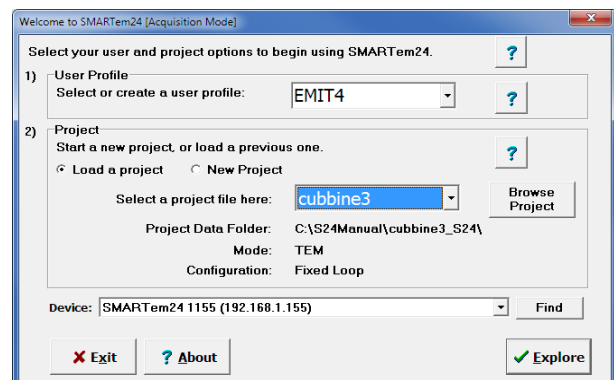 Welcome to SMARTem24 [Acquisition Mode]
Select your user and project options to begin using SMARTem24.
?
1)
User Profile
Select or create a user profile:
EMIT4
?
2)
Project
Start a new project, or load a previous one.
?
Load a project New Project
Select a project file here:
cubbine3
Browse Project
Project Data Folder: C:\S24Manual\cubbine3_S24\
Mode: TEM
Configuration: Fixed Loop
Device: SMARTem24 1155 (192.168.1.155) Find
Exit ? About Explore